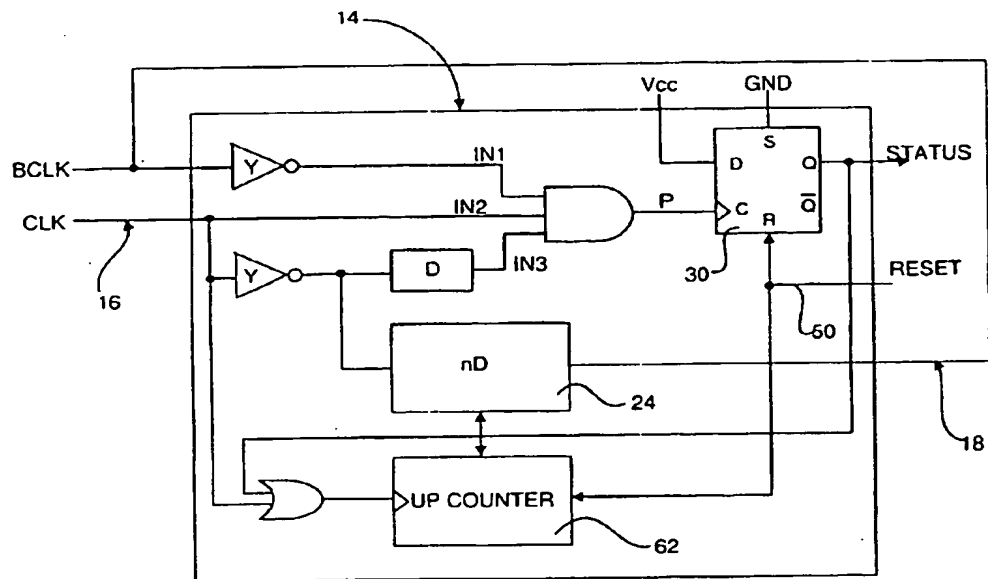 14
Vcc
GND
BCLK
Y
IN1
D
S
Q
STATUS
CLK
IN2
P
C
Q
R
16
Y
D
IN3
30
RESET
50
nD
24
18
UP COUNTER
62